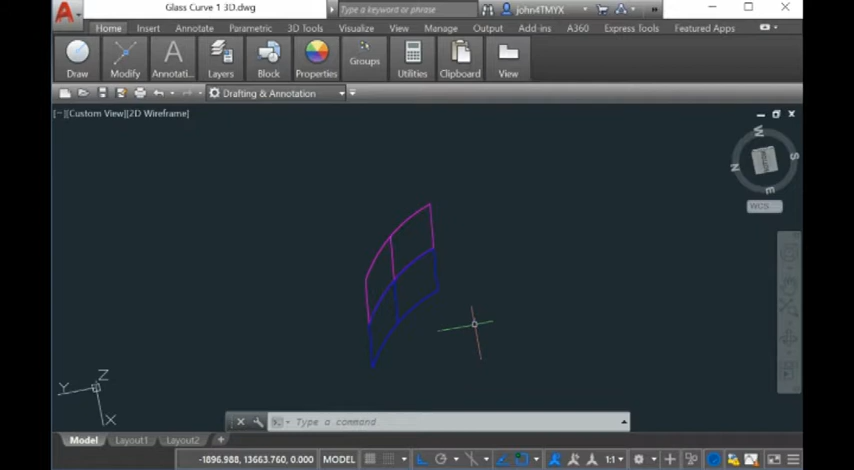 Glass Curve 1 3D.dwg
Type a keyword or phrase
john4TMYX
Home Insert Annotate Parametric 3D Tools Visualize View Manage Output Add-ins A360 Express Tools Featured Apps
Draw Modify Annotati... Layers Block Properties Groups Utilities Clipboard View
Drafting & Annotation
[−][Custom View][2D Wireframe]
W
S
N
E
WCS
Z
Y
X
Type a command
Model Layout1 Layout2 +
-1896.988, 13663.760, 0.000 MODEL 1:1